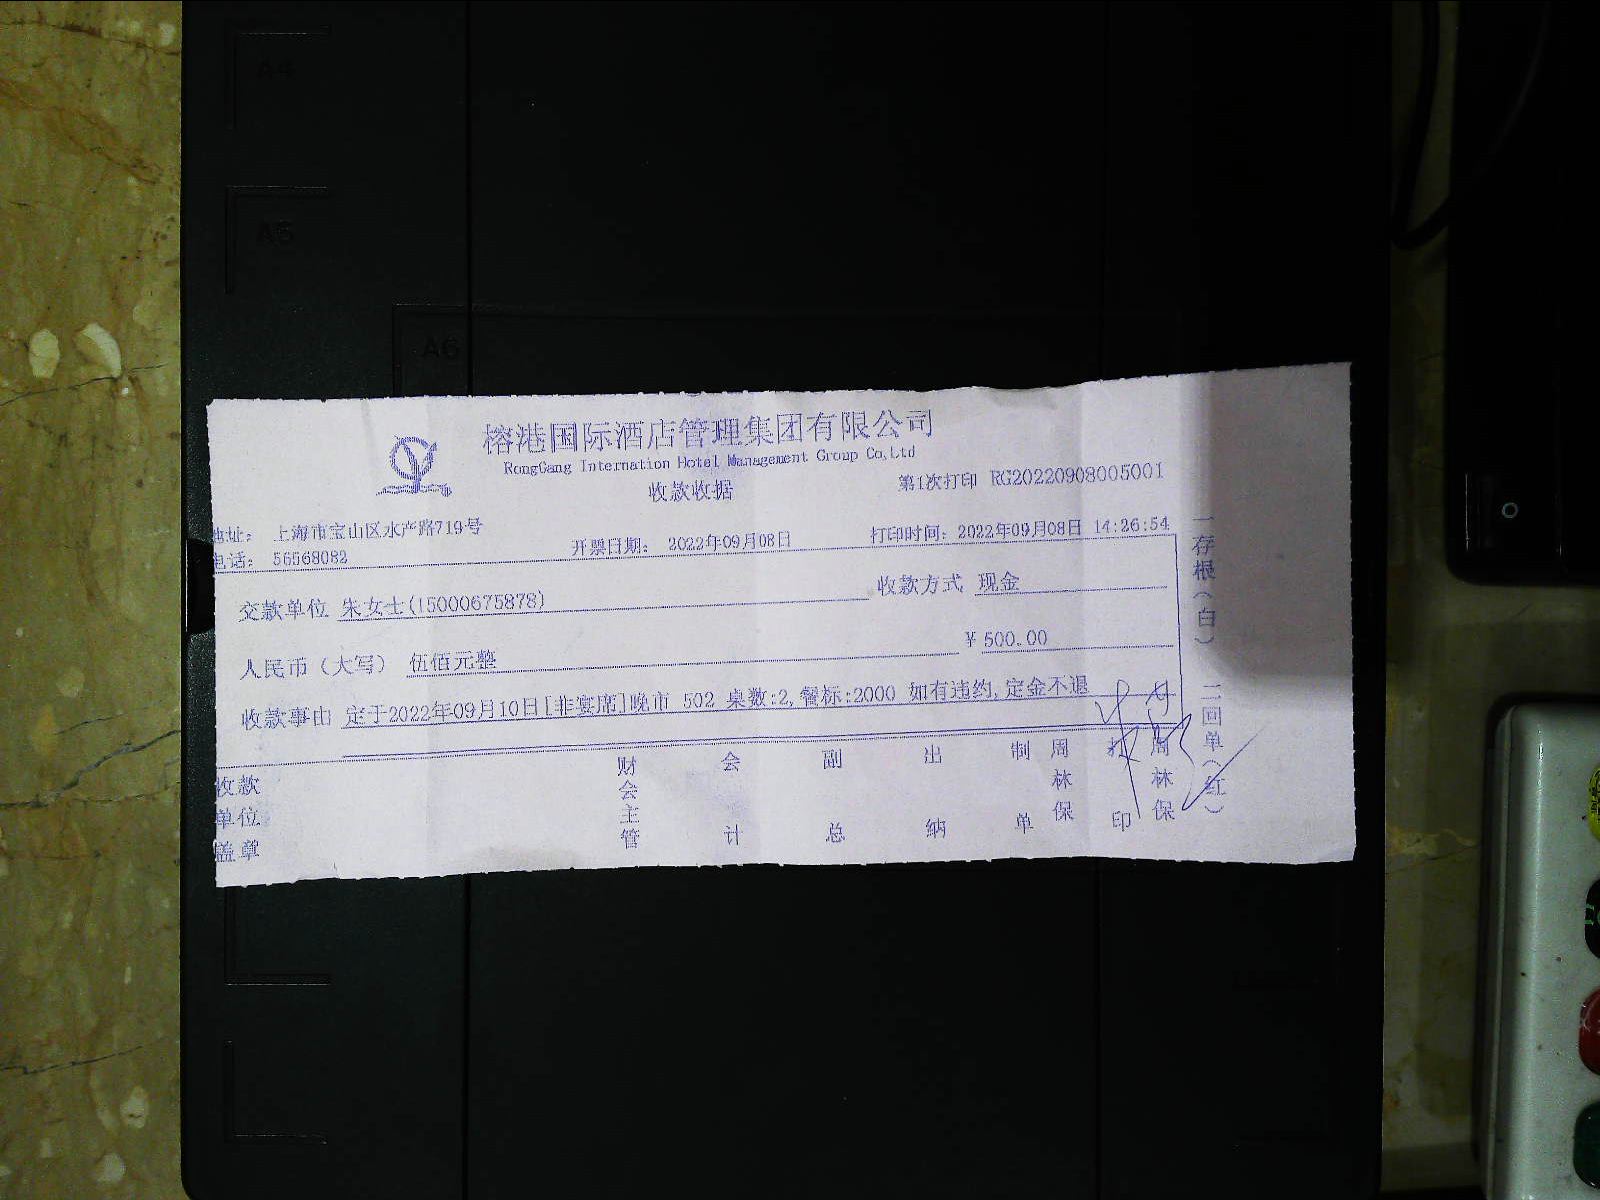 A4
A5
A6
榕港国际酒店管理集团有限公司
RongGang Internation Hotel Management Group Co,Ltd
收款收据
第1次打印 RG20220908005001
地址： 上海市宝山区水产路719号
电话： 56568082
开票日期： 2022年09月08日
打印时间：2022年09月08日 14:26:54
交款单位 朱女士(15000675878)
收款方式 现金
人民币（大写） 伍佰元整
¥ 500.00
收款事由 定于2022年09月10日[非宴席]晚市 502 桌数:2,餐标:2000 如有违约,定金不退
收款单位盖章
财会主管
会计
副总
出纳
制单
周林保
打印
周林保
一存根（白）
二回单（红）